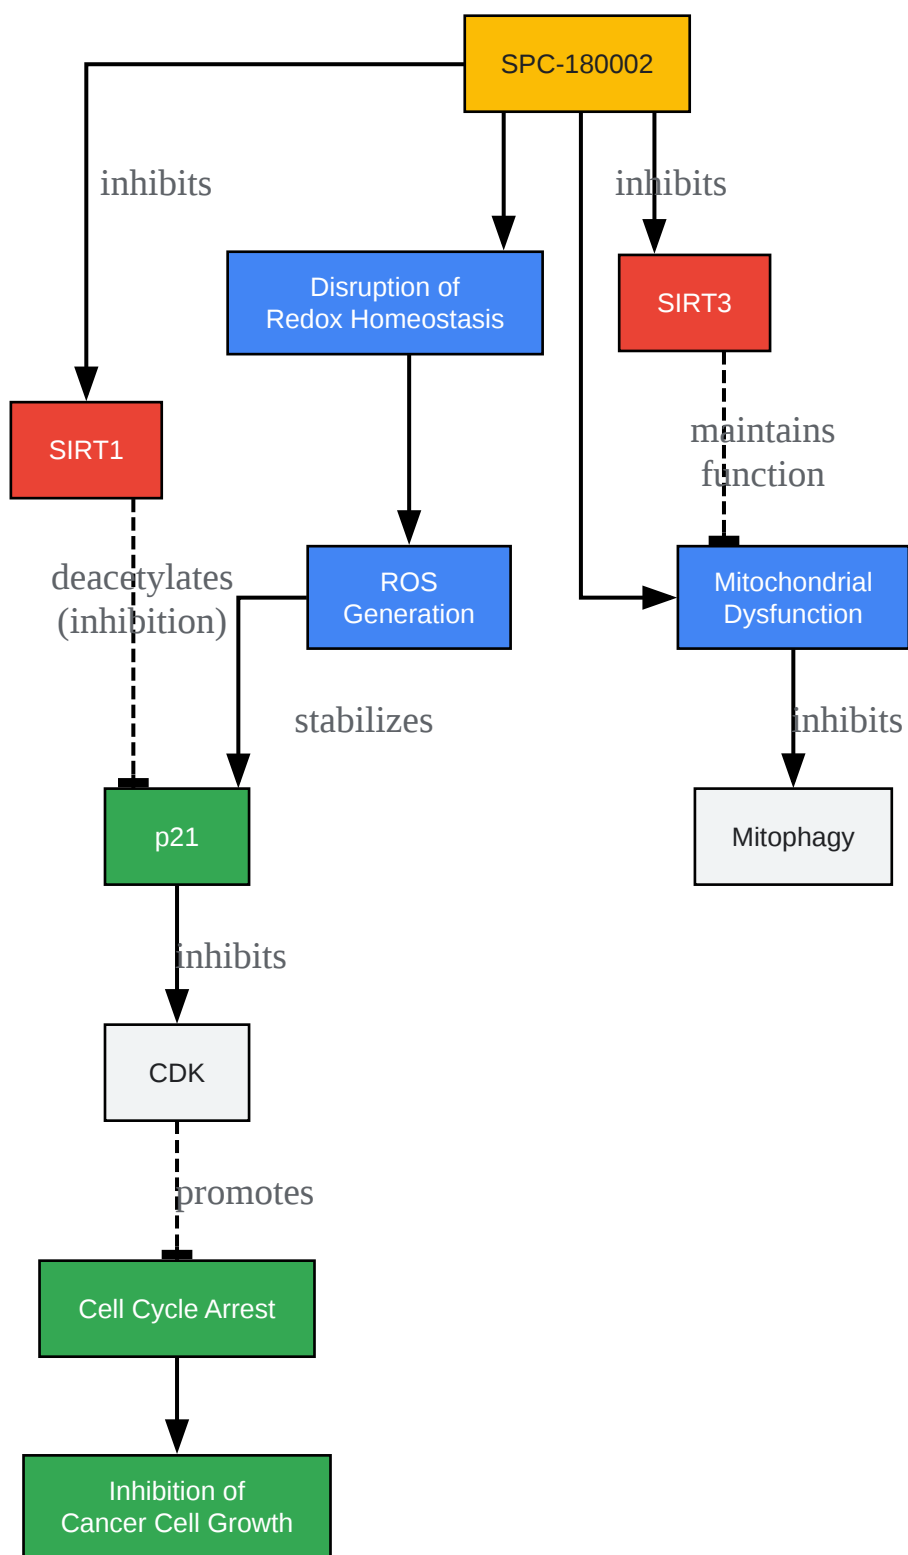 SPC-180002
inhibits
inhibits
Disruption of
Redox Homeostasis
SIRT3
SIRT1
maintains
function
deacetylates
(inhibition)
ROS
Generation
Mitochondrial
Dysfunction
stabilizes
inhibits
p21
Mitophagy
inhibits
CDK
promotes
Cell Cycle Arrest
Inhibition of
Cancer Cell Growth